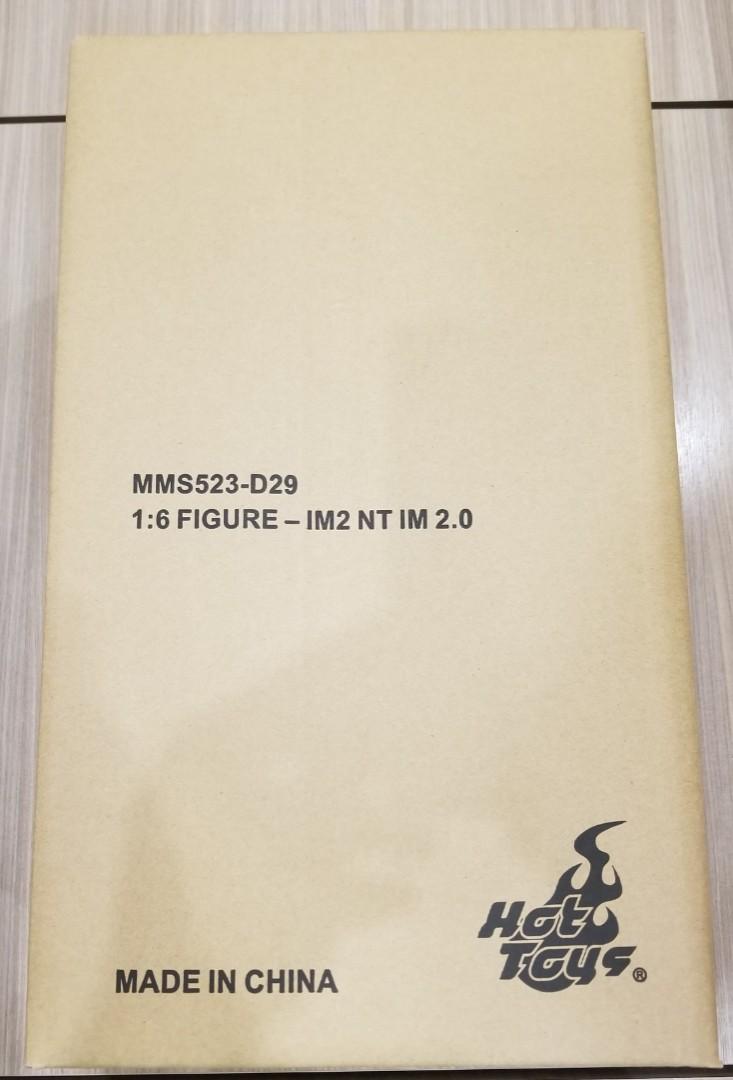 MMS523-D29
1:6 FIGURE – IM2 NT IM 2.0
Hot
Toys®
MADE IN CHINA